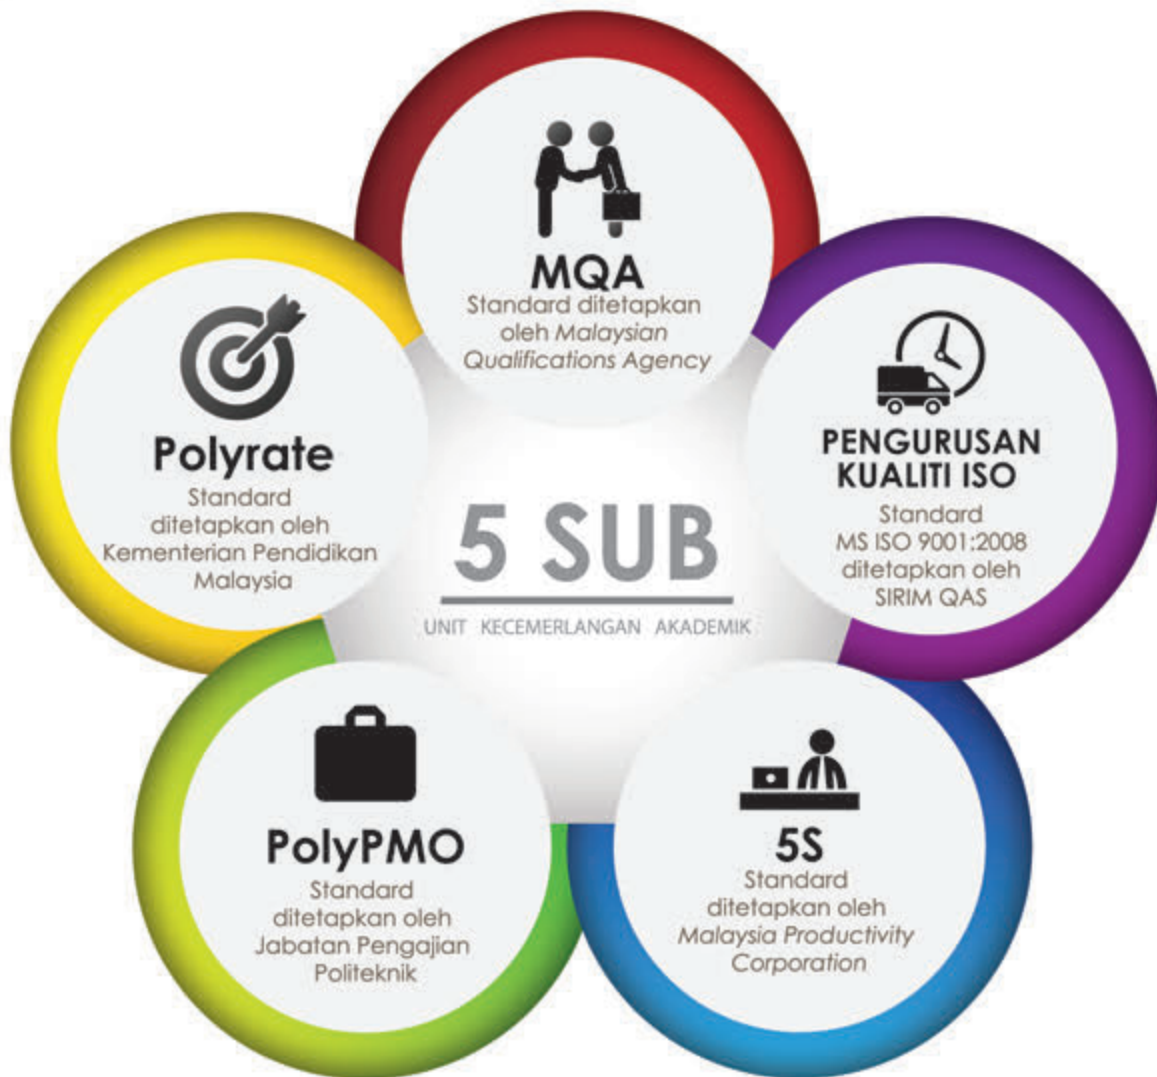 MQA
Standard ditetapkan
oleh Malaysian
Qualifications Agency
Polyrate
Standard
ditetapkan oleh
Kementerian Pendidikan
Malaysia
PENGURUSAN
KUALITI ISO
Standard
MS ISO 9001:2008
ditetapkan oleh
SIRIM QAS
5 SUB
UNIT KECEMERLANGAN AKADEMIK
PolyPMO
Standard
ditetapkan oleh
Jabatan Pengajian
Politeknik
5S
Standard
ditetapkan oleh
Malaysia Productivity
Corporation